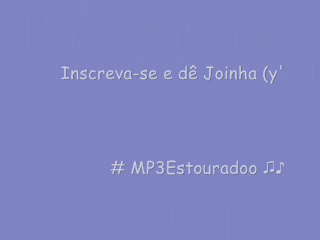 Inscreva-se e dê Joinha (y'
# MP3Estouradoo ♫♪